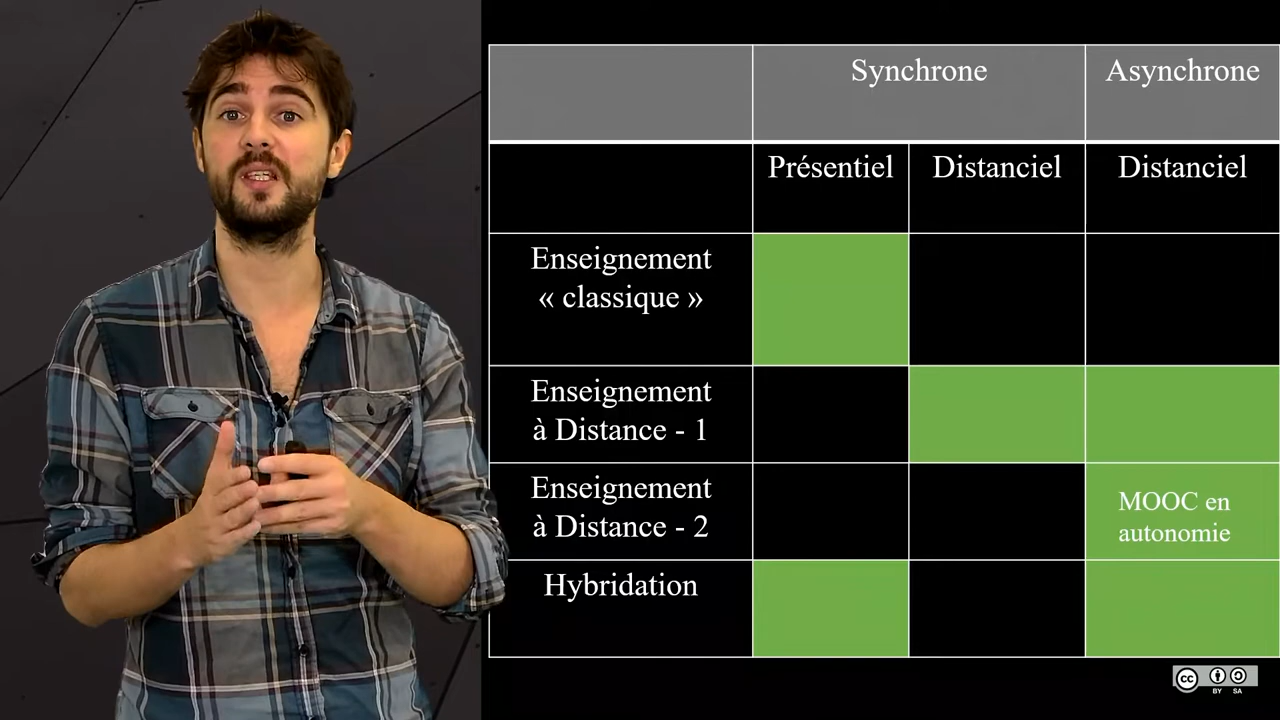 Synchrone
Asynchrone
Présentiel
Distanciel
Distanciel
Enseignement
« classique »
Enseignement
à Distance - 1
Enseignement
à Distance - 2
MOOC en
autonomie
Hybridation
cc
BY
SA